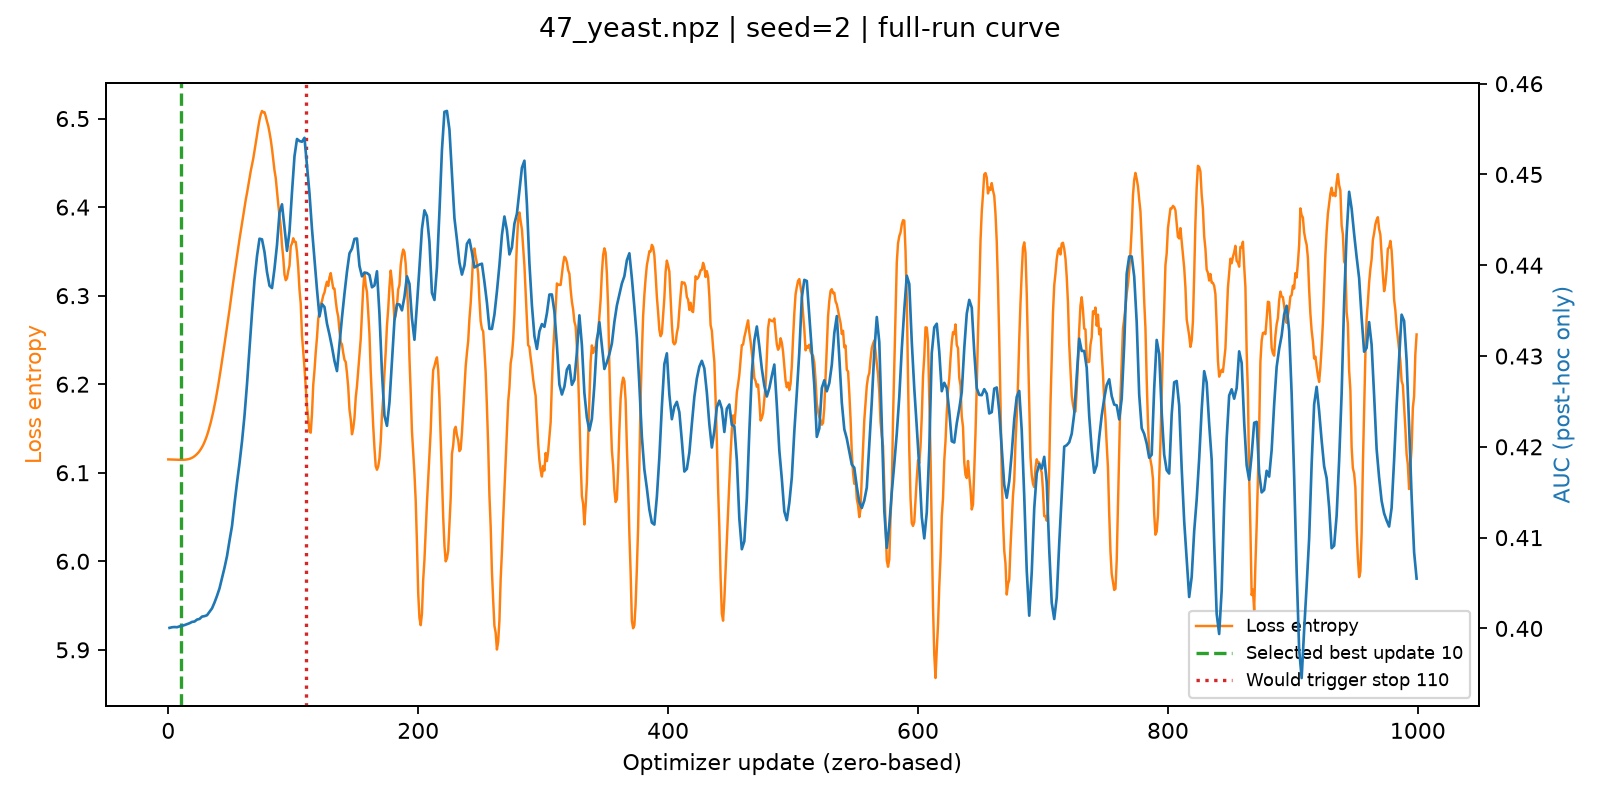 47_yeast.npz | seed=2 | full-run curve
Loss entropy
6.5
6.4
6.3
6.2
6.1
6.0
5.9
0.46
0.45
0.44
0.43
0.42
0.41
0.40
AUC (post-hoc only)
Loss entropy
Selected best update 10
Would trigger stop 110
0 200 400 600 800 1000
Optimizer update (zero-based)